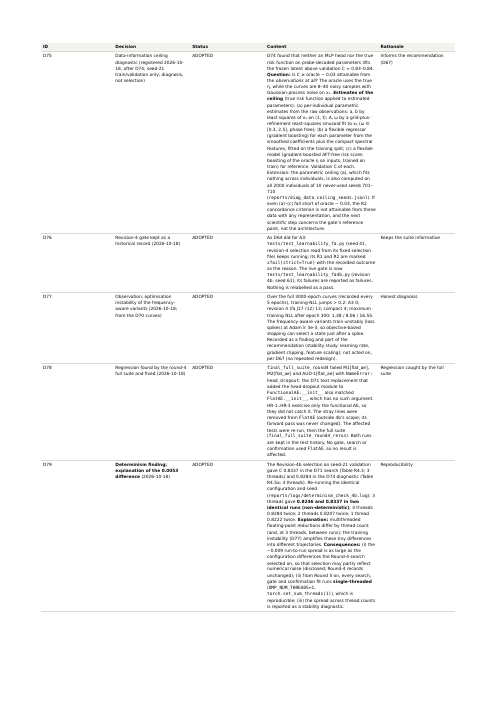 ID Decision Status Content Rationale
D75 Data-information ceiling ADOPTED D74 found that neither an MLP head nor the true Informs the recommendation
diagnostic (registered 2026-10- risk function on probe-decoded parameters lifts (D67)
18, after D74; seed-21 the frozen latent above validation C ≈ 0.83–0.84.
train/validation only; diagnosis, Question: is C ≥ oracle − 0.03 attainable from
not selection) the observations at all? The oracle uses the true
η, while the curves are 8–40 noisy samples with
Gaussian-process noise on x₁. Estimates of the
ceiling (true risk function applied to estimated
parameters): (a) per-individual parametric
estimates from the raw observations: a, b by
least squares of x₁ on (1, t); A, ω by a grid-plus-
refinement least-squares sinusoid fit to x₂ (ω ∈
[0.3, 2.5], phase free); (b) a flexible regressor
(gradient boosting) for each parameter from the
smoothed coefficients plus the compact spectral
features, fitted on the training split; (c) a flexible
model (gradient-boosted AFT-free risk score
boosting of the oracle η on inputs, trained on
train) for reference. Validation C of each.
Extension: the parametric ceiling (a), which fits
nothing across individuals, is also computed on
all 2000 individuals of 10 never-used seeds 701–
710
(reports/diag_data_ceiling_seeds.jsonl). If
even (a)–(c) fall short of oracle − 0.03, the R2
concordance criterion is not attainable from these
data with any representation, and the next
scientific step concerns the gate's reference
point, not the architecture.
D76 Revision-4 gate kept as a ADOPTED As D64 did for A3: Keeps the suite informative
historical record (2026-10-18) tests/test_learnability_fa.py (seed 41,
revision-4 selection read from its fixed selection
file) keeps running; its R1 and R2 are marked
xfail(strict=True) with the recorded outcome
as the reason. The live gate is now
tests/test_learnability_fa4b.py (revision
4b, seed 61); its failures are reported as failures.
Nothing is relabelled as a pass.
D77 Observation: optimisation ADOPTED Over the full 3000-epoch curves (recorded every Honest diagnosis
instability of the frequency- 5 epochs), training-NLL jumps > 0.2: A3 0,
aware variants (2026-10-18; revision-4 (fa J17 r12) 13; compact 4; maximum
from the D70 curves) training-NLL after epoch 300: 1.18 / 8.06 / 16.55.
The frequency-aware variants train unstably (loss
spikes) at Adam lr 3e-3, so objective-based
stopping can select a state just after a spike.
Recorded as a finding and part of the
recommendation (stability study: learning rate,
gradient clipping, feature scaling); not acted on,
per D67 (no repeated redesign).
D78 Regression found by the round-4 ADOPTED final_full_suite_round4 failed M1[flat_ae], Regression caught by the full
full suite and fixed (2026-10-18) M2[flat_ae] and AUD-1[flat_ae] with NameError: suite
head_dropout: the D71 text replacement that
added the head-dropout module to
FunctionalAE.__init__ also matched
FlatAE.__init__, which has no such argument.
HR-1..HR-3 exercise only the functional AE, so
they did not catch it. The stray lines were
removed from FlatAE (outside 4b's scope; its
forward pass was never changed). The affected
tests were re-run, then the full suite
(final_full_suite_round4_rerun). Both runs
are kept in the test history. No gate, search or
confirmation used FlatAE, so no result is
affected.
D79 Determinism finding; ADOPTED The Revision-4b selection on seed-21 validation Reproducibility
explanation of the 0.0053 gave C 0.8337 in the D71 search (Table R4.3; 3
difference (2026-10-18) threads) and 0.8284 in the D74 diagnostic (Table
R4.5a; 4 threads). Re-running the identical
configuration and seed
(reports/logs/determinism_check_4b.log): 3
threads gave 0.8246 and 0.8337 in two
identical runs (non-deterministic), 4 threads
0.8284 twice; 2 threads 0.8207 twice; 1 thread
0.8222 twice. Explanation: multithreaded
floating-point reductions differ by thread count
(and, at 3 threads, between runs); the training
instability (D77) amplifies these tiny differences
into different trajectories. Consequences: (i) the
~0.009 run-to-run spread is as large as the
configuration differences the Round-4 search
selected on, so that selection may partly reflect
numerical noise (disclosed, Round-4 records
unchanged); (ii) from Round 5 on, every search,
gate and confirmation fit runs single-threaded
(OMP_NUM_THREADS=1,
torch.set_num_threads(1)), which is
reproducible; (iii) the spread across thread counts
is reported as a stability diagnostic.